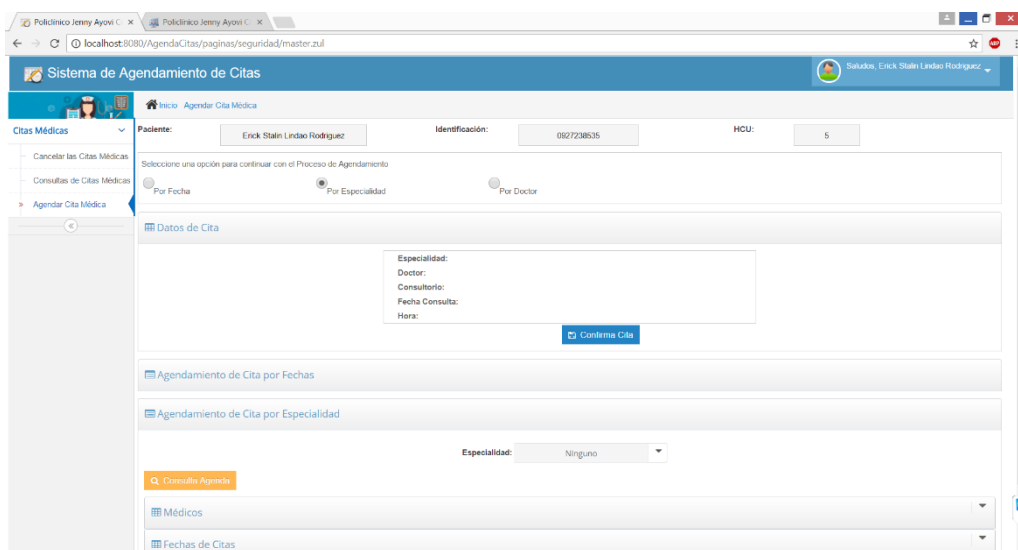 Policlínico Jenny Ayovi C
Policlínico Jenny Ayovi C
localhost:8080/AgendaCitas/paginas/seguridad/master.zul
ABP
Sistema de Agendamiento de Citas
Saludos, Erick Stalin Lindao Rodriguez
Inicio Agendar Cita Médica
Citas Médicas
Cancelar las Citas Médicas
Consultas de Citas Médicas
Agendar Cita Médica
Paciente: Erick Stalin Lindao Rodriguez Identificación: 0927238535 HCU: 5
Seleccione una opción para continuar con el Proceso de Agendamiento
Por Fecha Por Especialidad Por Doctor
Datos de Cita
Especialidad:
Doctor:
Consultorio:
Fecha Consulta:
Hora:
Confirma Cita
Agendamiento de Cita por Fechas
Agendamiento de Cita por Especialidad
Especialidad: Ninguno
Consulta Agenda
Médicos
Fechas de Citas